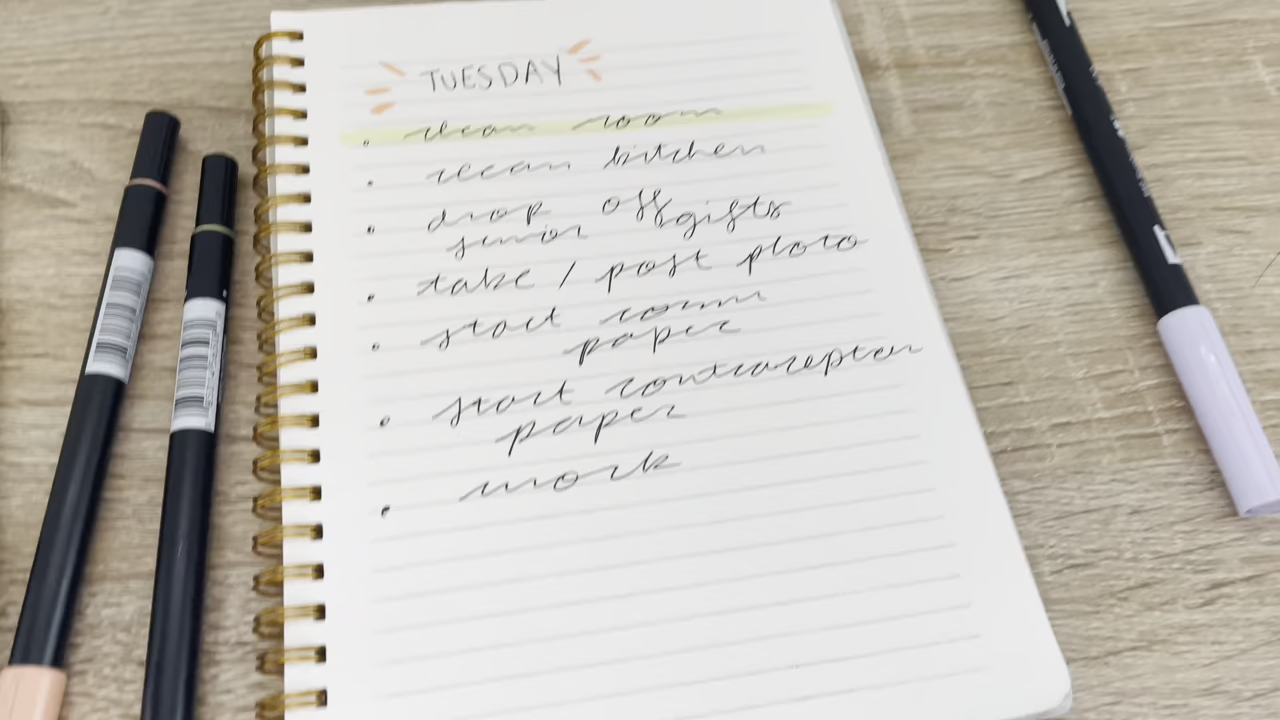 TUESDAY
. clean room
. clean kitchen
. drop off
senior gifts
. take / post photo
. start comm
paper
. start
paper
. work